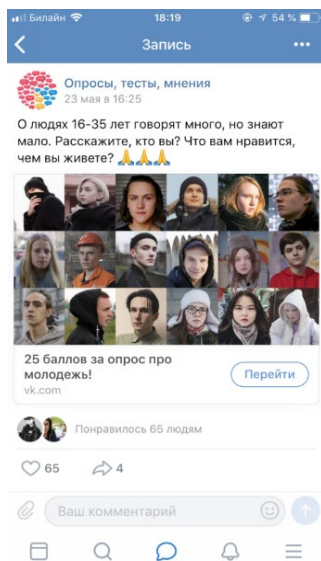 Билайн 18:19 54 %
Запись
Опросы, тесты, мнения
23 мая в 16:25
О людях 16-35 лет говорят много, но знают
мало. Расскажите, кто вы? Что вам нравится,
чем вы живете?
25 баллов за опрос про
молодежь!
vk.com
Перейти
Понравилось 65 людям
65 4
Ваш комментарий